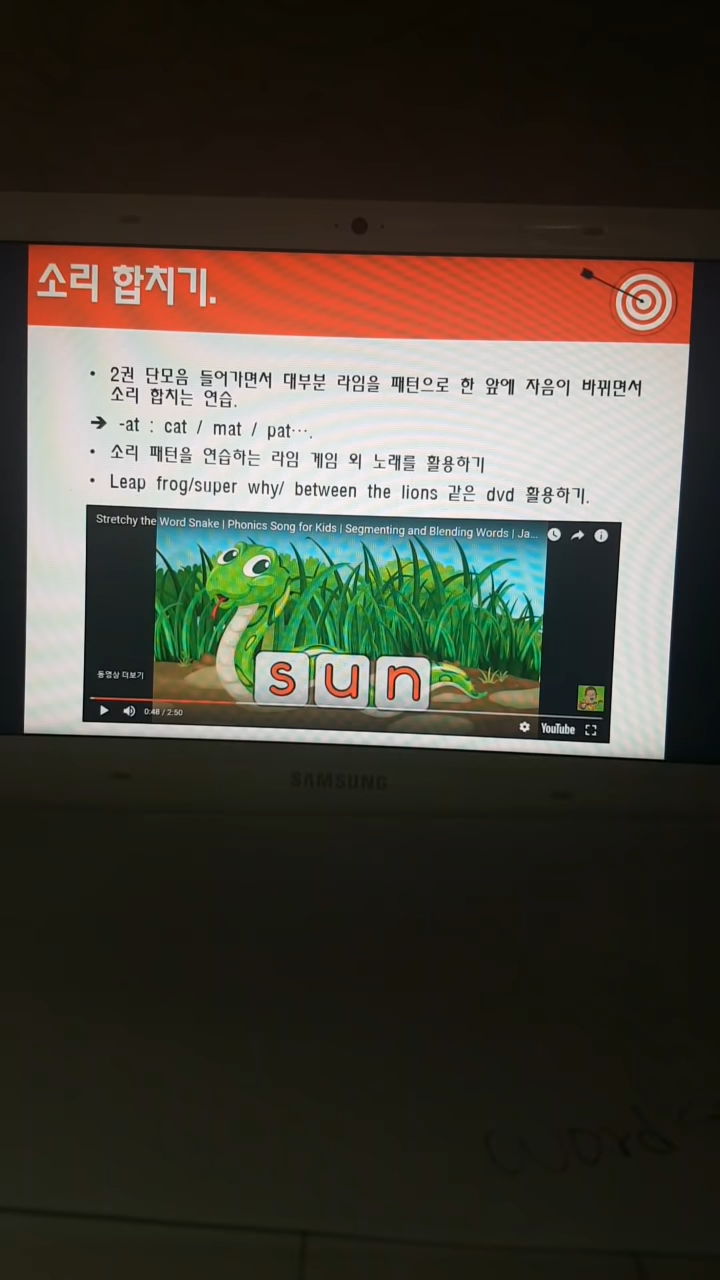 소리 합치기.
• 2권 단모음 들어가면서 대부분 라임을 패턴으로 한 앞에 자음이 바뀌면서
소리 합치는 연습.
➔ -at : cat / mat / pat….
• 소리 패턴을 연습하는 라임 게임 외 노래를 활용하기
• Leap frog/super why/ between the lions 같은 dvd 활용하기.
Stretchy the Word Snake | Phonics Song for Kids | Segmenting and Blending Words | Ja...
sun
동영상 더보기
0:48 / 2:50
YouTube
SAMSUNG
word